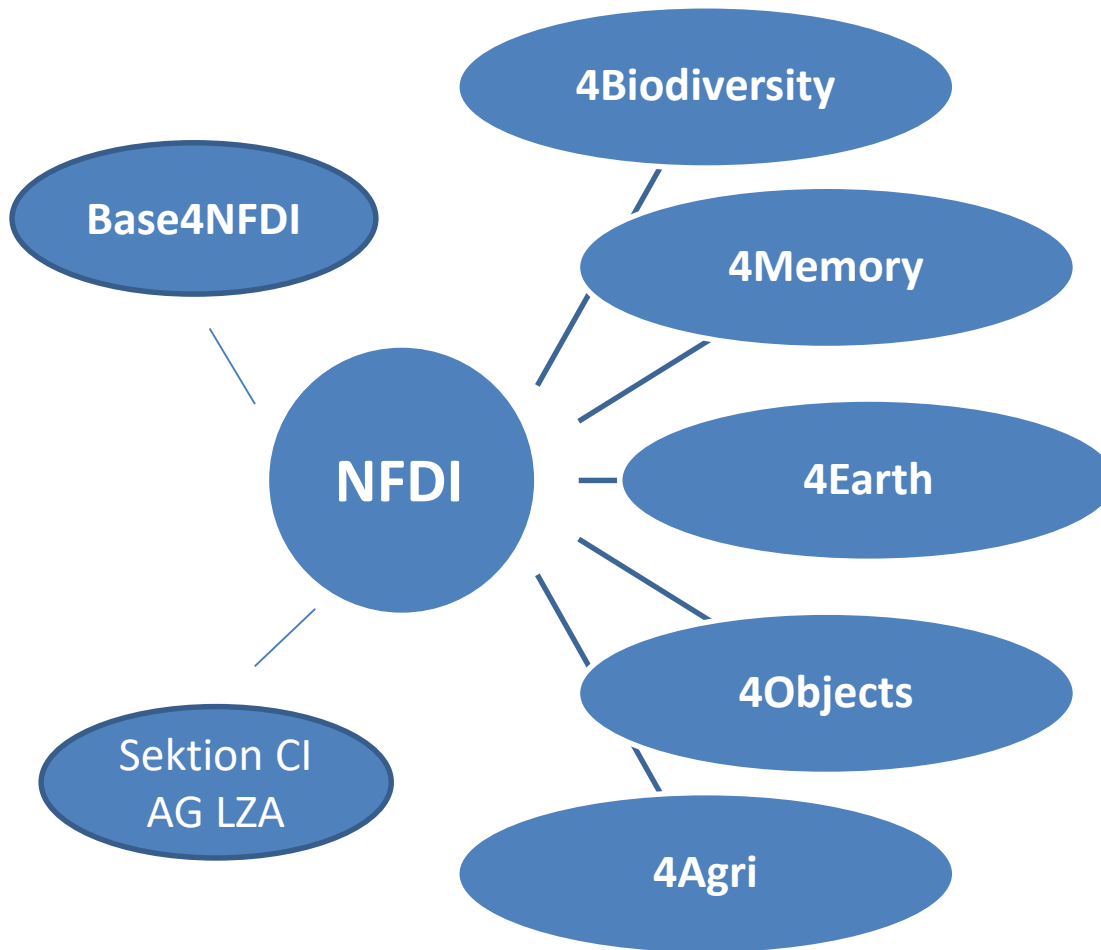 4Biodiversity
Base4NFDI
4Memory
NFDI
4Earth
4Objects
Sektion CI
AG LZA
4Agri